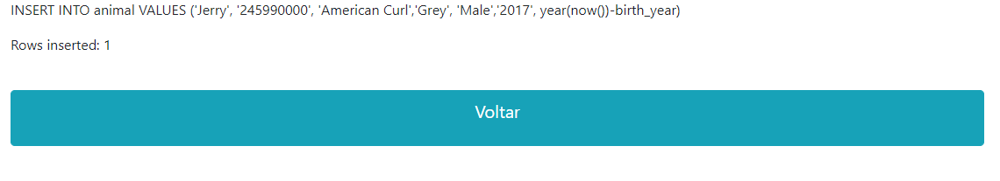 INSERT INTO animal VALUES ('Jerry', '245990000', 'American Curl','Grey', 'Male','2017', year(now())-birth_year)
Rows inserted: 1
Voltar